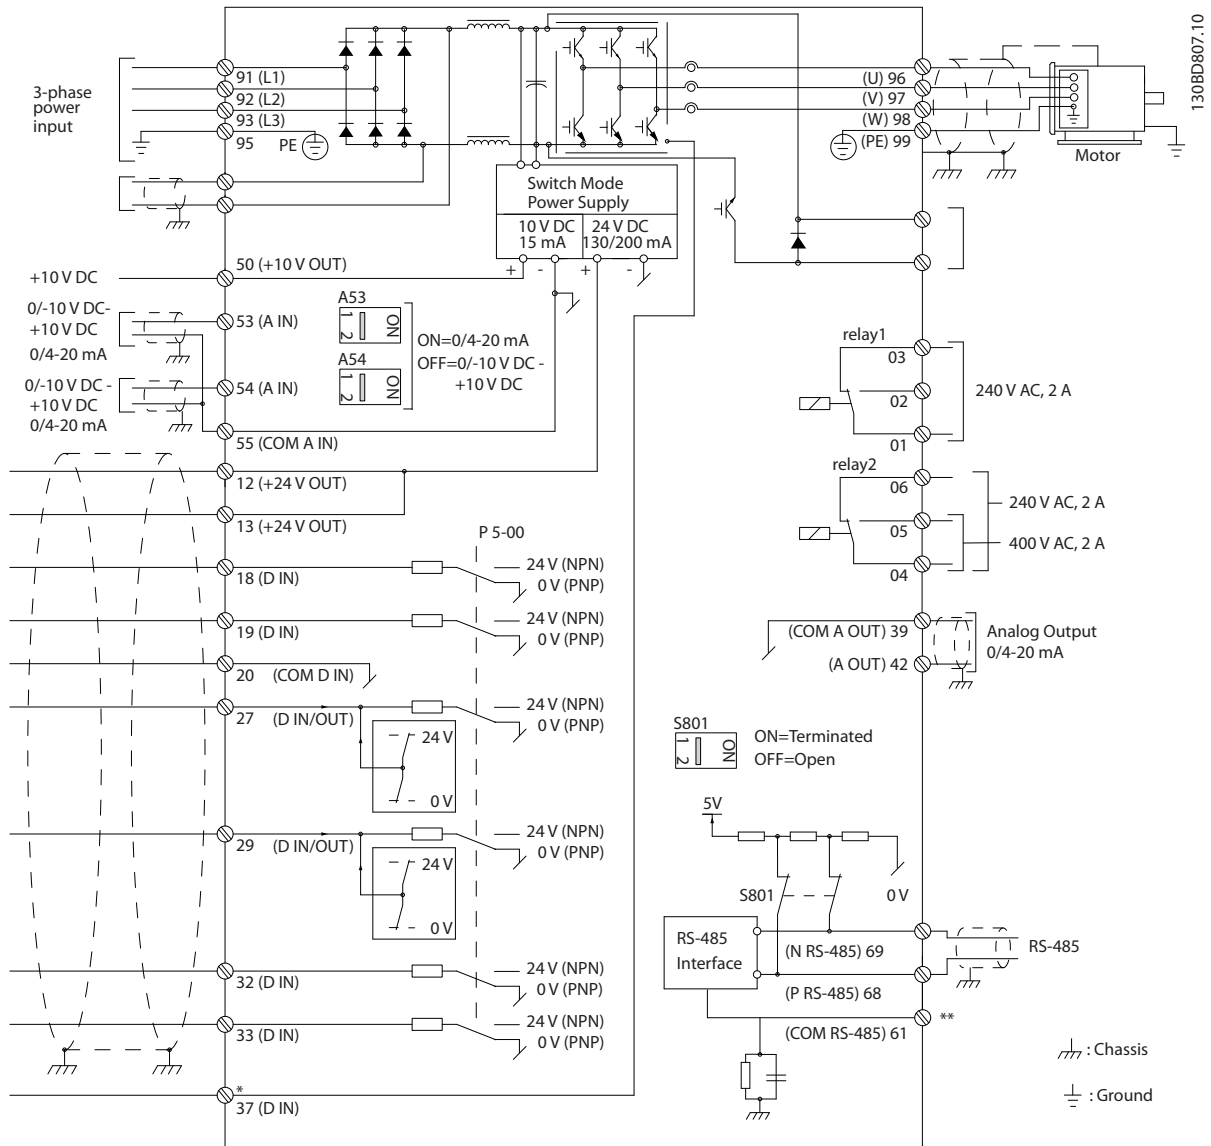 130BD807.10
3-phase
power
input
91 (L1)
92 (L2)
93 (L3)
95
PE
(U) 96
(V) 97
(W) 98
(PE) 99
Motor
Switch Mode
Power Supply
10 V DC
15 mA
24 V DC
130/200 mA
+
-
+
-
+10 V DC
50 (+10 V OUT)
0/-10 V DC-
+10 V DC
0/4-20 mA
53 (A IN)
A53
1 2
ON
A54
1 2
ON
ON=0/4-20 mA
OFF=0/-10 V DC -
+10 V DC
0/-10 V DC -
+10 V DC
0/4-20 mA
54 (A IN)
55 (COM A IN)
12 (+24 V OUT)
13 (+24 V OUT)
P 5-00
18 (D IN)
24 V (NPN)
0 V (PNP)
19 (D IN)
24 V (NPN)
0 V (PNP)
20 (COM D IN)
27 (D IN/OUT)
24 V (NPN)
0 V (PNP)
24 V
0 V
29 (D IN/OUT)
24 V (NPN)
0 V (PNP)
24 V
0 V
32 (D IN)
24 V (NPN)
0 V (PNP)
33 (D IN)
24 V (NPN)
0 V (PNP)
*
37 (D IN)
relay1
03
02
01
240 V AC, 2 A
relay2
06
05
04
240 V AC, 2 A
400 V AC, 2 A
(COM A OUT) 39
(A OUT) 42
Analog Output
0/4-20 mA
S801
1 2
ON
ON=Terminated
OFF=Open
5V
S801
0 V
RS-485
Interface
(N RS-485) 69
(P RS-485) 68
(COM RS-485) 61
RS-485
**
: Chassis
: Ground